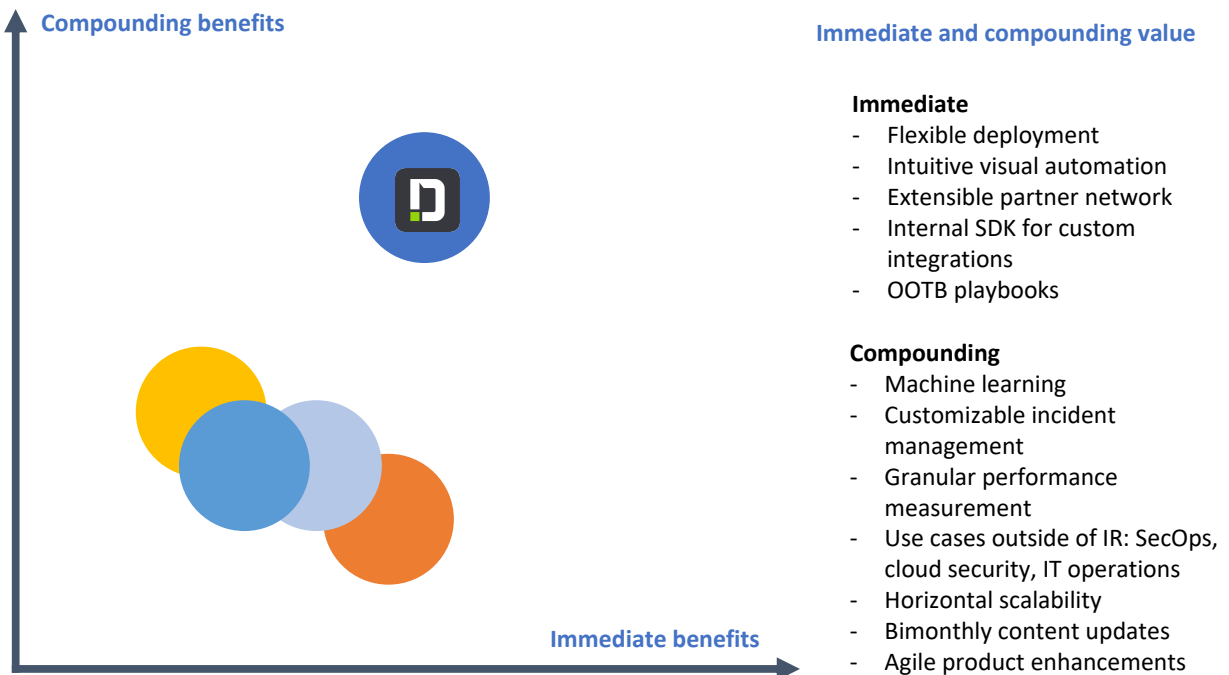 Compounding benefits
Immediate benefits
Immediate and compounding value
Immediate
- Flexible deployment
- Intuitive visual automation
- Extensible partner network
- Internal SDK for custom
integrations
- OOTB playbooks
Compounding
- Machine learning
- Customizable incident
management
- Granular performance
measurement
- Use cases outside of IR: SecOps,
cloud security, IT operations
- Horizontal scalability
- Bimonthly content updates
- Agile product enhancements
D